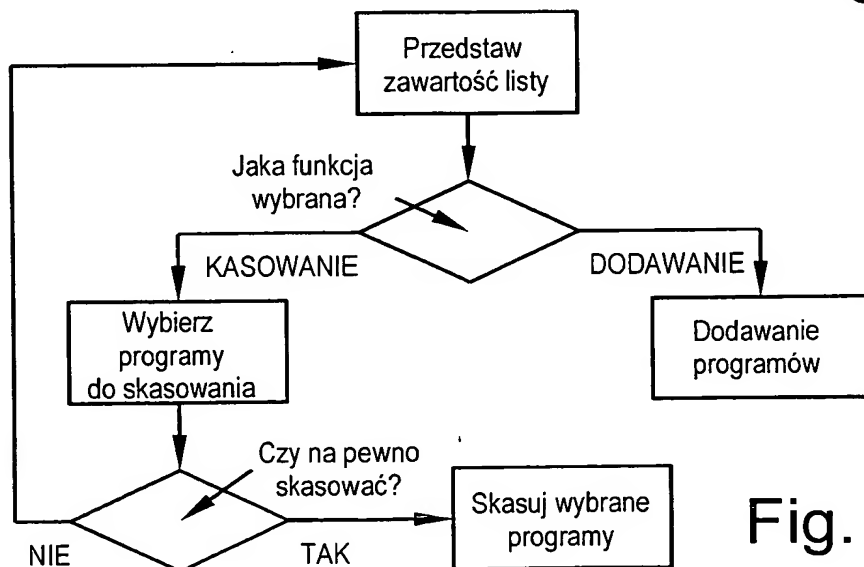 Przedstaw
zawartość listy
Jaka funkcja
wybrana?
KASOWANIE
DODAWANIE
Wybierz
programy
do skasowania
Dodawanie
programów
Czy na pewno
skasować?
Skasuj wybrane
programy
NIE
TAK
Fig.